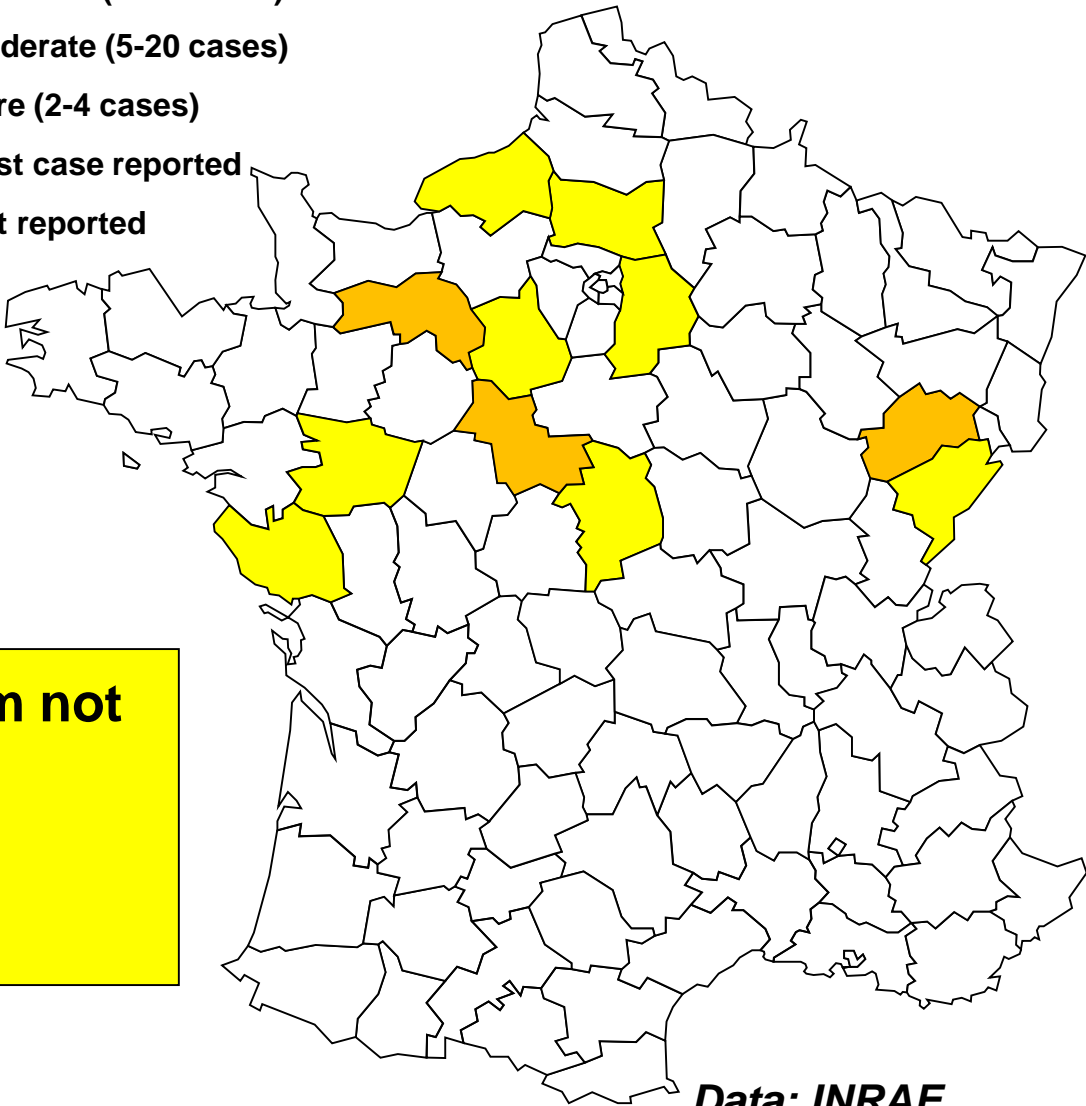 derate (5-20 cases)
re (2-4 cases)
st case reported
t reported
m not
Data: INRAE